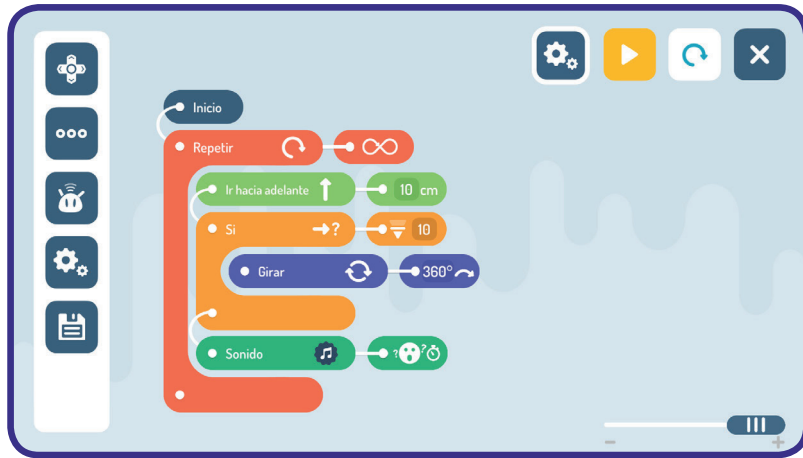 Inicio
Repetir
Ir hacia adelante 10 cm
Si ➔? 10
Girar 360°
Sonido ? ?
− +